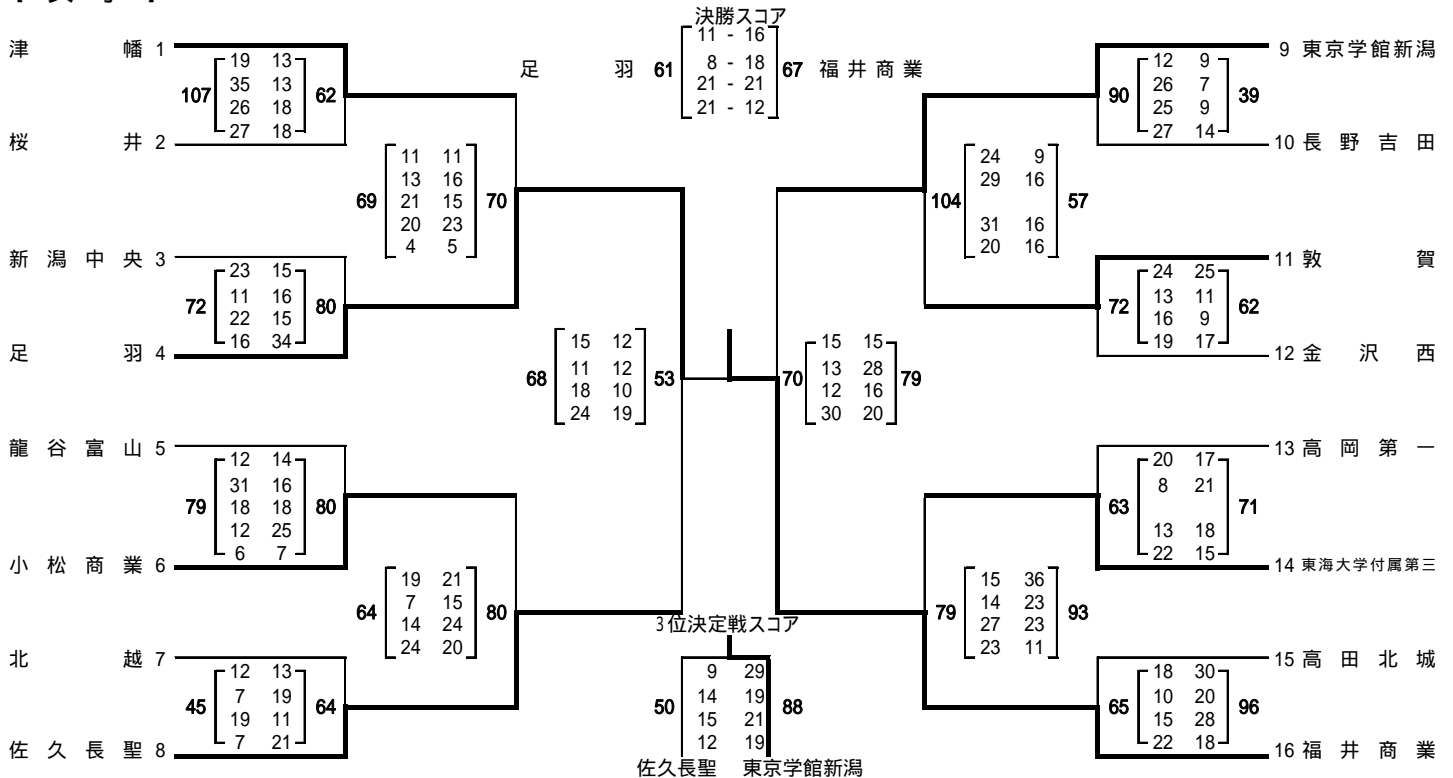 決勝スコア
足羽 61 11 - 16 67 福井商業
8 - 18
21 - 21
21 - 12
津幡 1
107 19 13 62
35 13
26 18
27 18
桜井 2
69 11 11 70
13 16
21 15
20 23
4 5
新潟中央 3
72 23 15 80
11 16
22 15
16 34
足羽 4
68 15 12 53
11 12
18 10
24 19
龍谷富山 5
79 12 14 80
31 16
18 18
12 25
6 7
小松商業 6
64 19 21 80
7 15
14 24
24 20
北越 7
45 12 13 64
7 19
19 11
7 21
佐久長聖 8
9 東京学館新潟
90 12 9 39
26 7
25 9
27 14
10 長野吉田
104 24 9 57
29 16
31 16
20 16
11 敦賀
72 24 25 62
13 11
16 9
19 17
12 金沢西
70 15 15 79
13 28
12 16
30 20
13 高岡第一
63 20 17 71
8 21
13 18
22 15
14 東海大学付属第三
79 15 36 93
14 23
27 23
23 11
15 高田北城
65 18 30 96
10 20
15 28
22 18
16 福井商業
3位決定戦スコア
50 9 29 88
14 19
15 21
12 19
佐久長聖 東京学館新潟